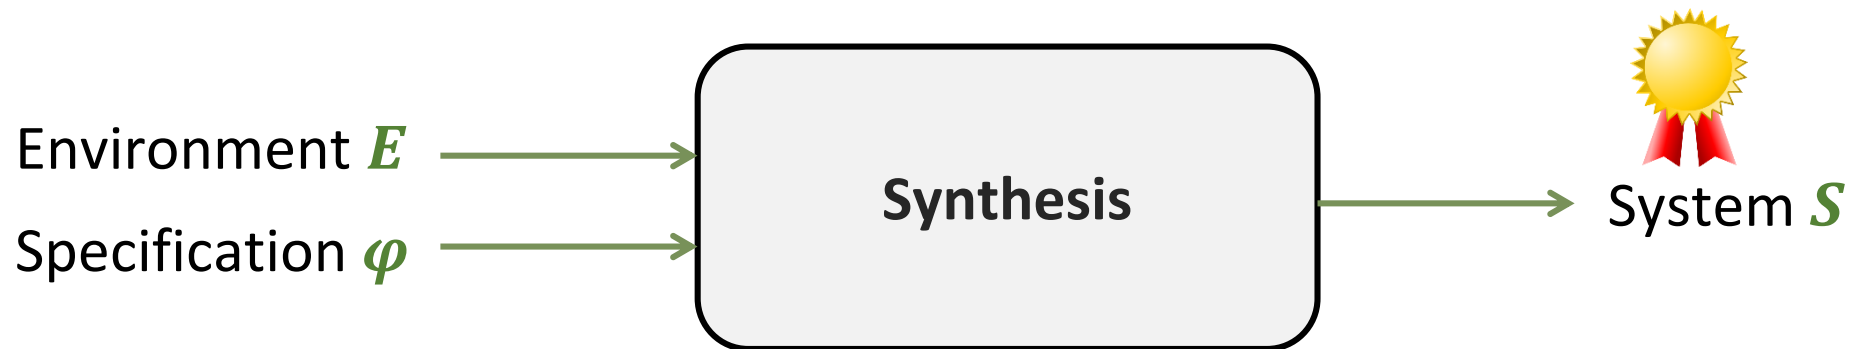 Environment E
Specification φ
Synthesis
System S